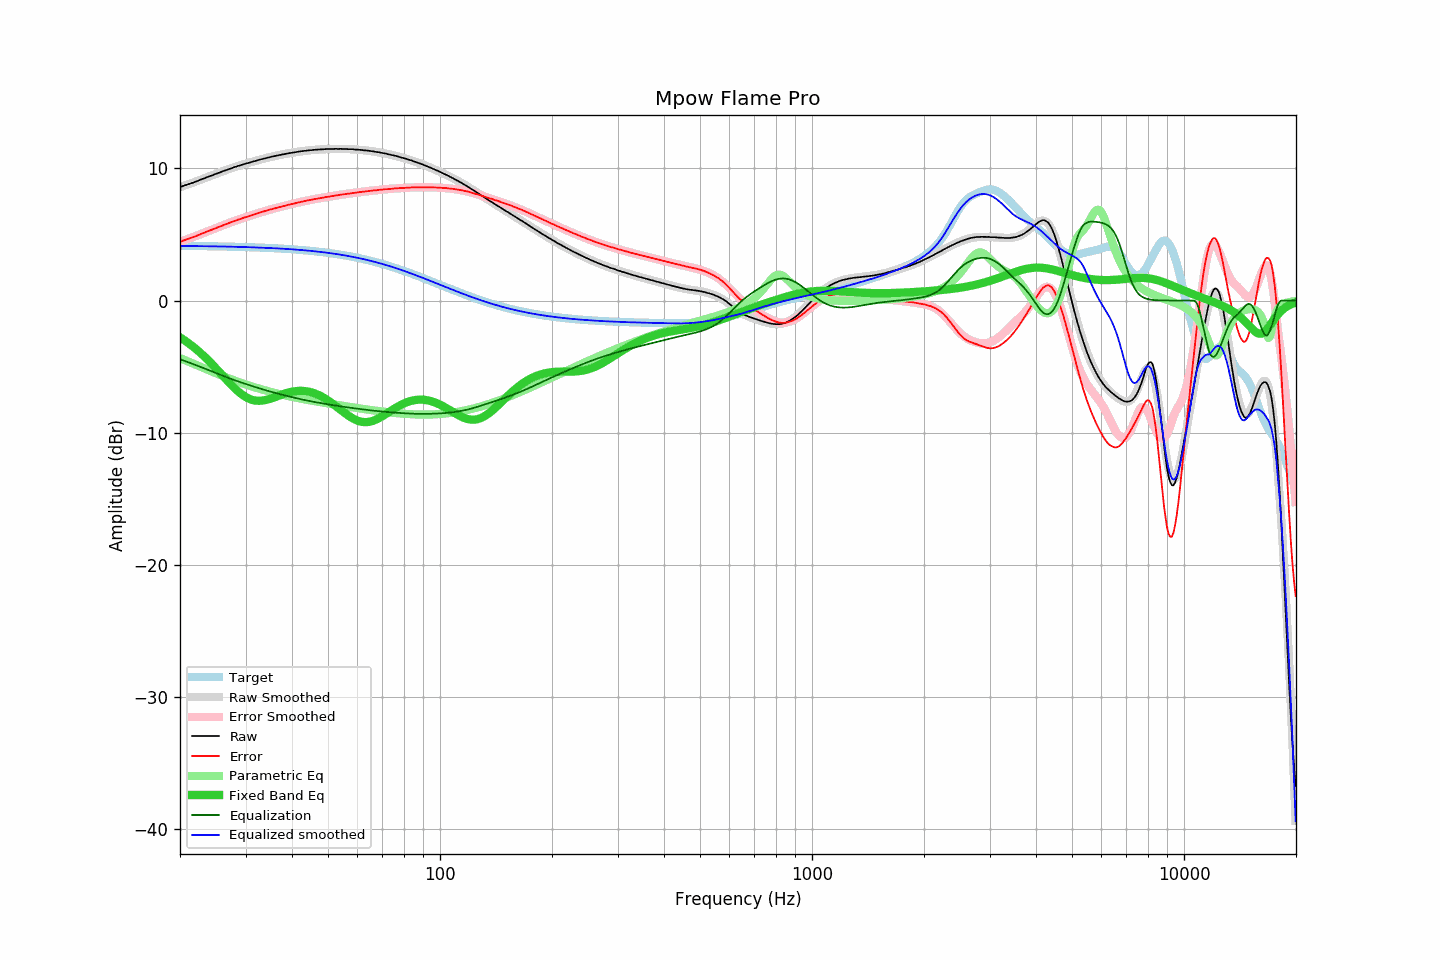 Mpow Flame Pro
10
0
−10
−20
−30
−40
Amplitude (dBr)
Target
Raw Smoothed
Error Smoothed
Raw
Error
Parametric Eq
Fixed Band Eq
Equalization
Equalized smoothed
100 1000 10000
Frequency (Hz)